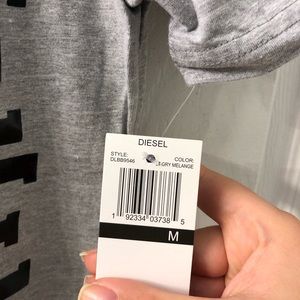 DIESEL
STYLE: COLOR:
DLBB9546 LT-GRY MELANGE
1 92334 03738 5
M